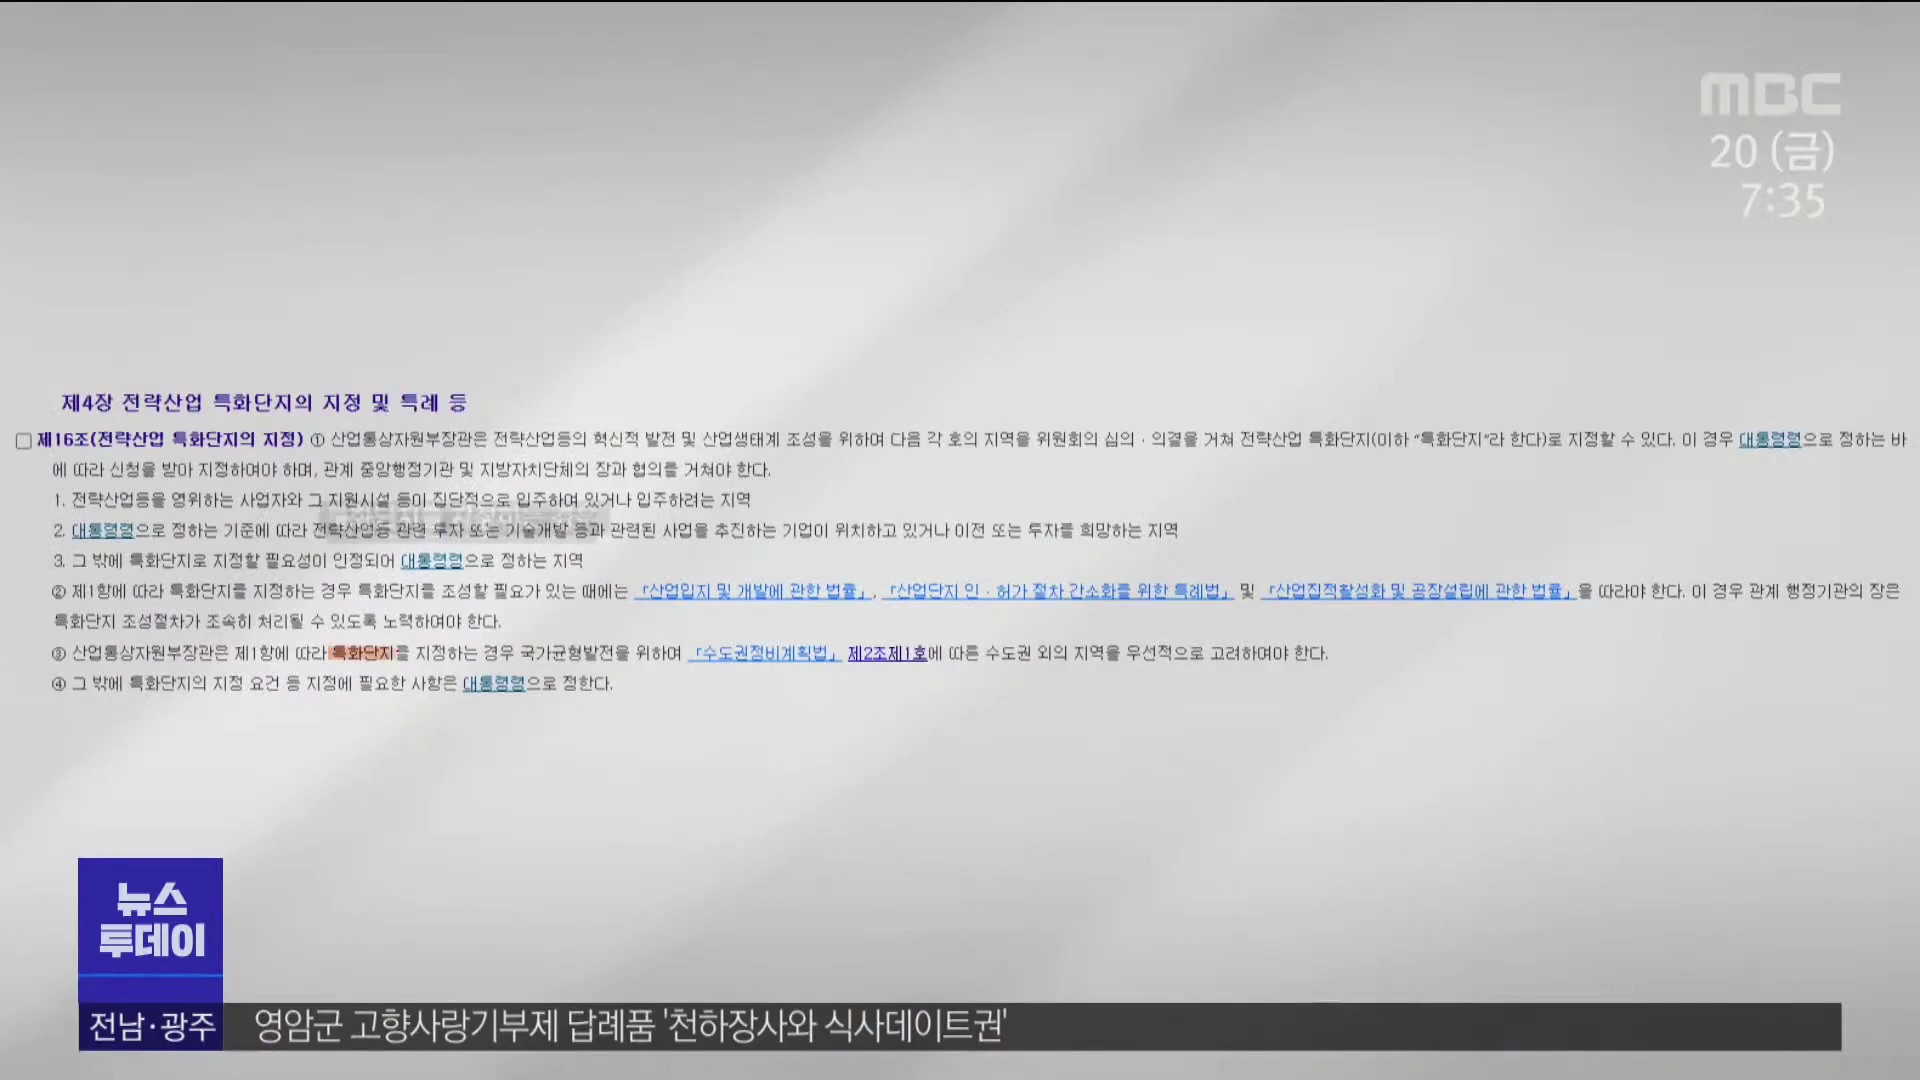 MBC
20 (금)
7:35
제4장 전략산업 특화단지의 지정 및 특례 등
제16조(전략산업 특화단지의 지정) ① 산업통상자원부장관은 전략산업등의 혁신적 발전 및 산업생태계 조성을 위하여 다음 각 호의 지역을 위원회의 심의ㆍ의결을 거쳐 전략산업 특화단지(이하 “특화단지”라 한다)로 지정할 수 있다. 이 경우 대통령령으로 정하는 바
에 따라 신청을 받아 지정하여야 하며, 관계 중앙행정기관 및 지방자치단체의 장과 협의를 거쳐야 한다.
1. 전략산업등을 영위하는 사업자와 그 지원시설 등이 집단적으로 입주하여 있거나 입주하려는 지역
2. 대통령령으로 정하는 기준에 따라 전략산업등 관련 투자 또는 기술개발 등과 관련된 사업을 추진하는 기업이 위치하고 있거나 이전 또는 투자를 희망하는 지역
3. 그 밖에 특화단지로 지정할 필요성이 인정되어 대통령령으로 정하는 지역
② 제1항에 따라 특화단지를 지정하는 경우 특화단지를 조성할 필요가 있는 때에는 「산업입지 및 개발에 관한 법률」, 「산업단지 인ㆍ허가 절차 간소화를 위한 특례법」 및 「산업집적활성화 및 공장설립에 관한 법률」을 따라야 한다. 이 경우 관계 행정기관의 장은
특화단지 조성절차가 조속히 처리될 수 있도록 노력하여야 한다.
③ 산업통상자원부장관은 제1항에 따라 특화단지를 지정하는 경우 국가균형발전을 위하여 「수도권정비계획법」 제2조제1호에 따른 수도권 외의 지역을 우선적으로 고려하여야 한다.
④ 그 밖에 특화단지의 지정 요건 등 지정에 필요한 사항은 대통령령으로 정한다.
뉴스
투데이
전남·광주 영암군 고향사랑기부제 답례품 '천하장사와 식사데이트권'